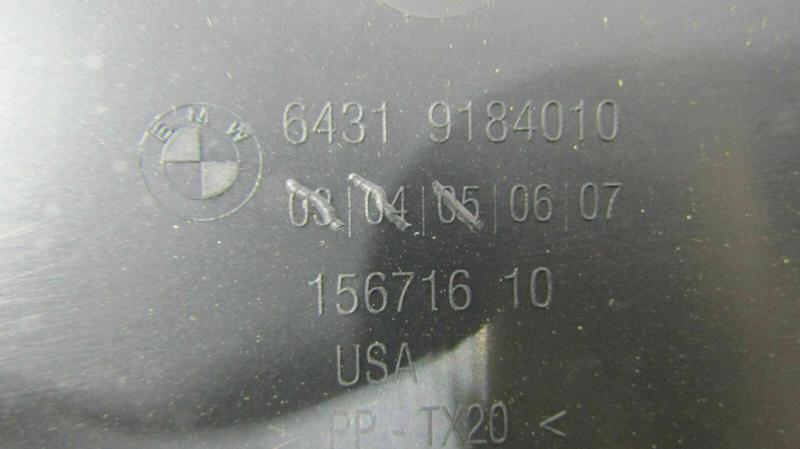 BMW
6431 9184010
03|04|05|06|07
156716 10
USA
> PP - TX20 <